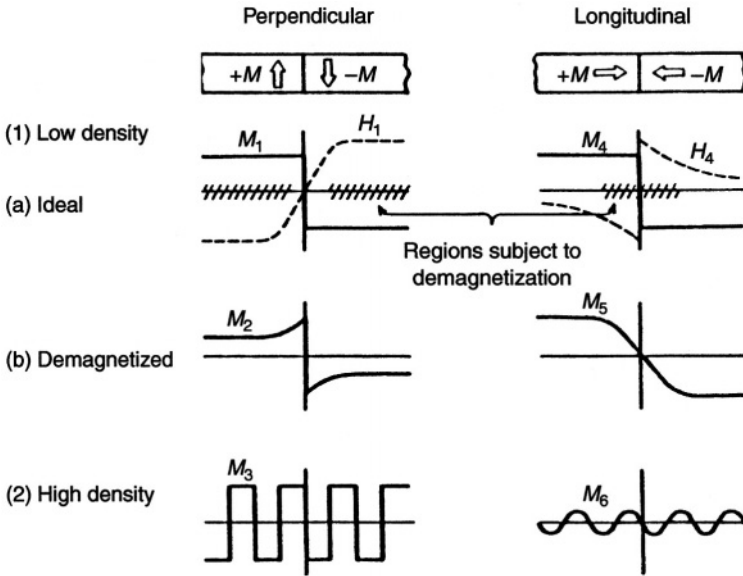 Perpendicular Longitudinal
+M −M +M −M
(1) Low density M1 H1 M4 H4
(a) Ideal
Regions subject to
demagnetization
M2 M5
(b) Demagnetized
M3
(2) High density M6